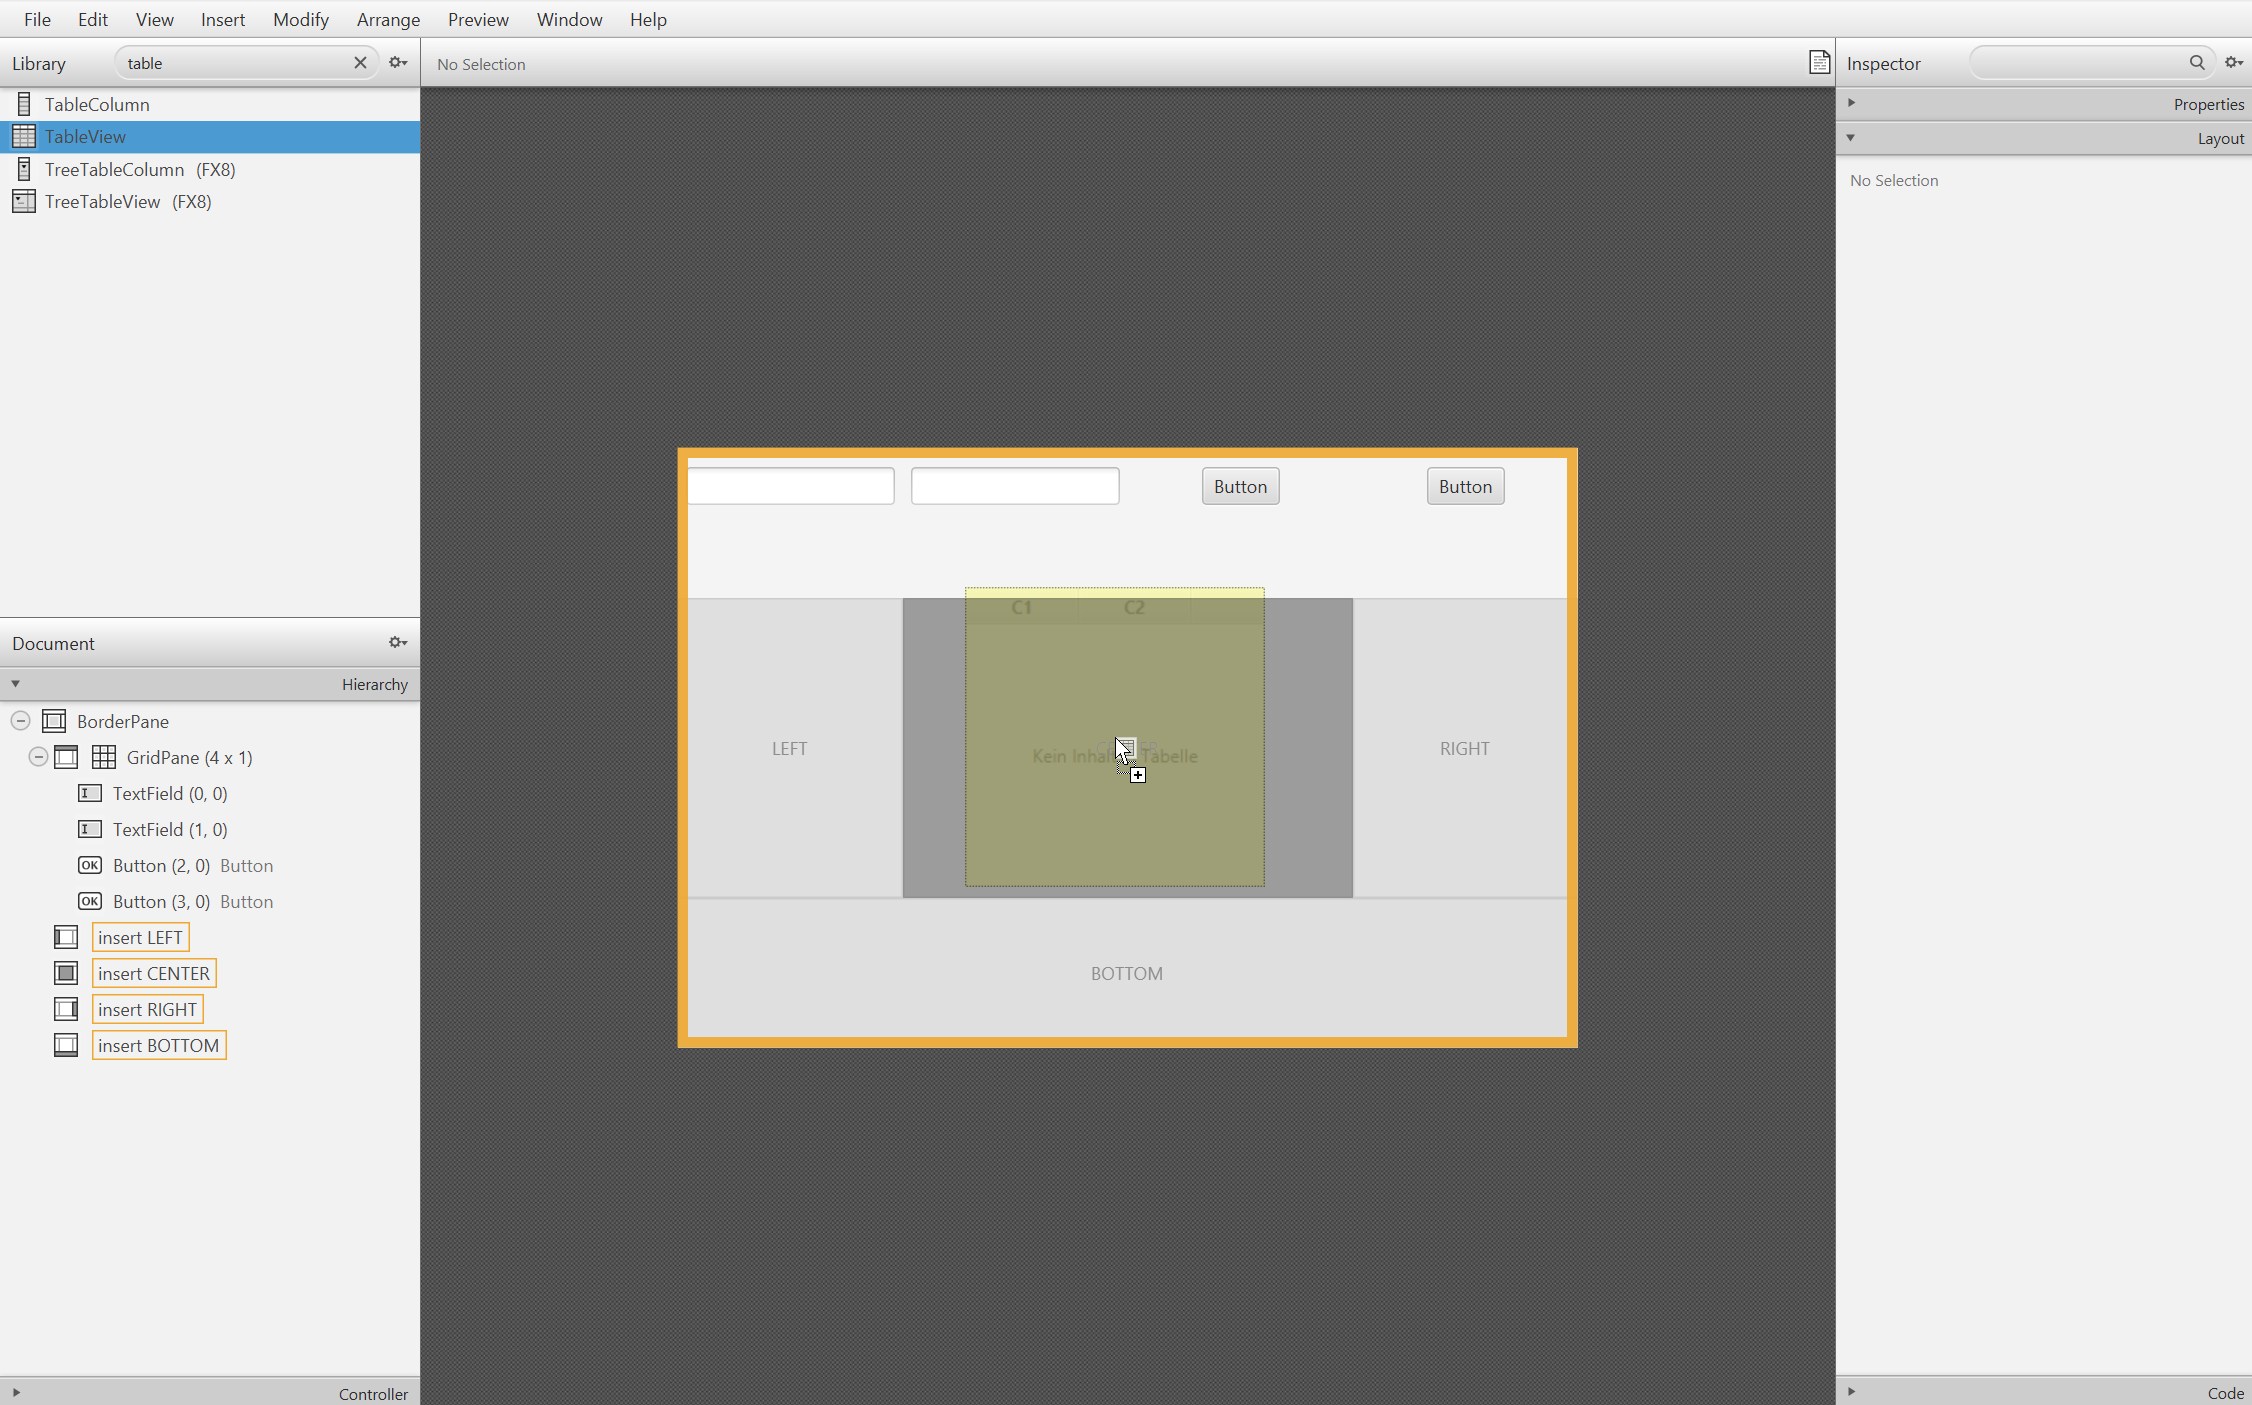 File Edit View Insert Modify Arrange Preview Window Help
Library table
No Selection
Inspector
TableColumn
TableView
TreeTableColumn (FX8)
TreeTableView (FX8)
Properties
Layout
No Selection
Button Button
C1 C2
LEFT
RIGHT
Kein Tabelle
BOTTOM
Document
Hierarchy
BorderPane
GridPane (4 x 1)
TextField (0, 0)
TextField (1, 0)
OK Button (2, 0) Button
OK Button (3, 0) Button
insert LEFT
insert CENTER
insert RIGHT
insert BOTTOM
Controller
Code